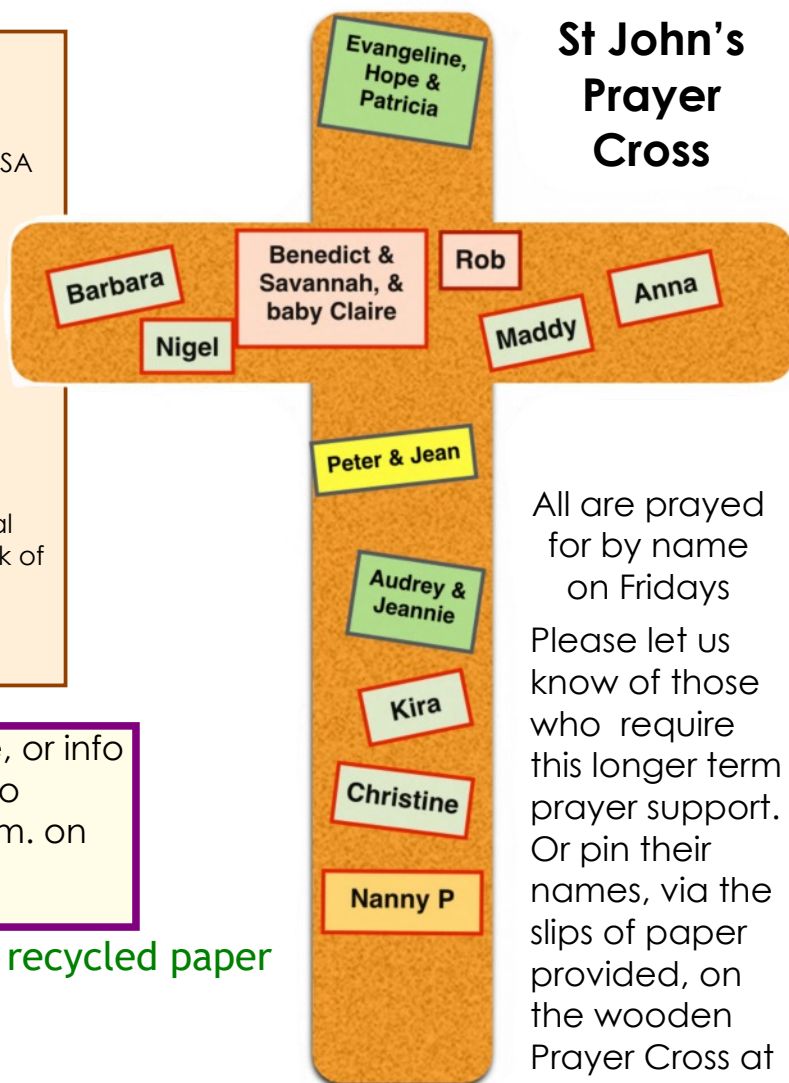 St John’s
Prayer
Cross
Evangeline,
Hope &
Patricia
SA
Barbara
Nigel
Benedict &
Savannah, &
baby Claire
Rob
Maddy
Anna
Peter & Jean
Audrey &
Jeannie
Kira
Christine
Nanny P
All are prayed
for by name
on Fridays
Please let us
know of those
who require
this longer term
prayer support.
Or pin their
names, via the
slips of paper
provided, on
the wooden
Prayer Cross at
al
k of
, or info
o
m. on
recycled paper